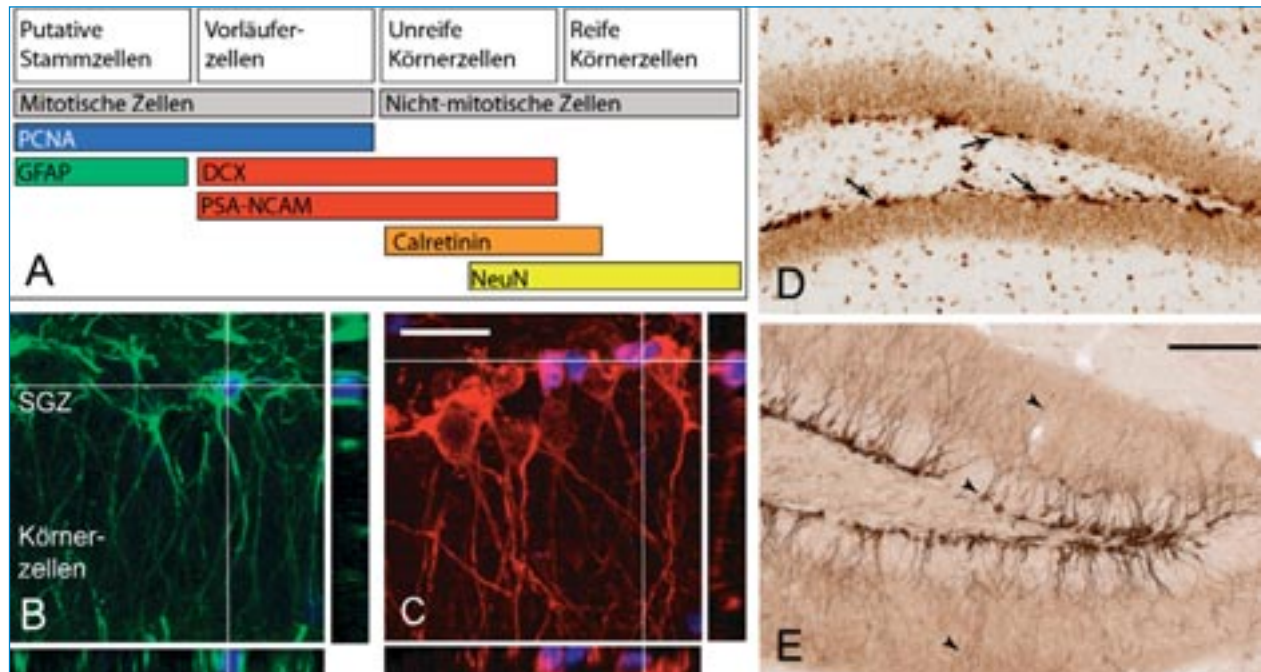 Putative
Stammzellen
Vorläufer-
zellen
Unreife
Körnerzellen
Reife
Körnerzellen
Mitotische Zellen
Nicht-mitotische Zellen
PCNA
GFAP
DCX
PSA-NCAM
Calretinin
NeuN
A
SGZ
Körner-
zellen
B
C
D
E